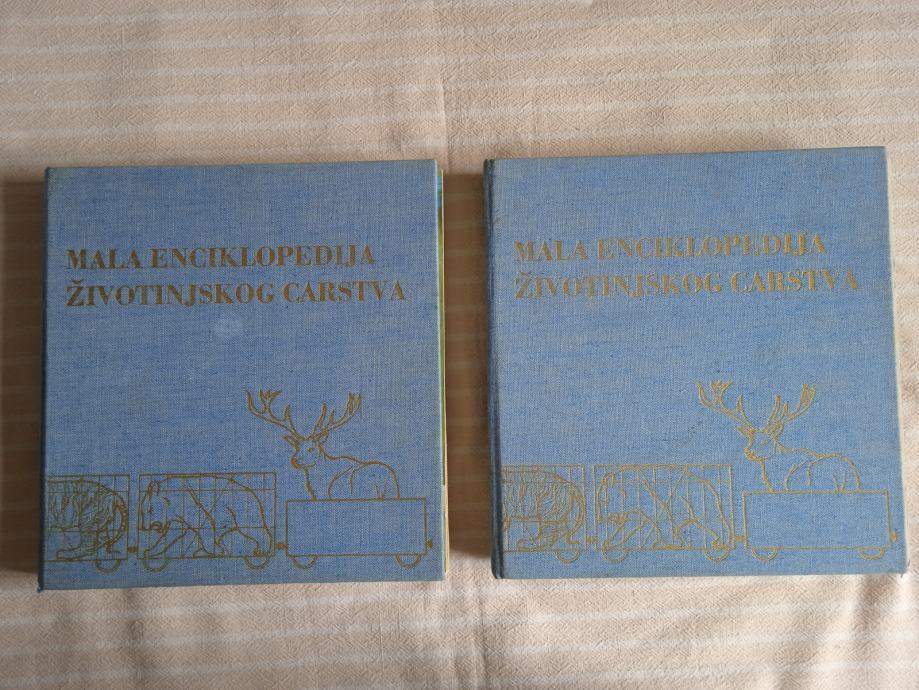 MALA ENCIKLOPEDIJA
ŽIVOTINJSKOG CARSTVA
MALA ENCIKLOPEDIJA
ŽIVOTINJSKOG CARSTVA